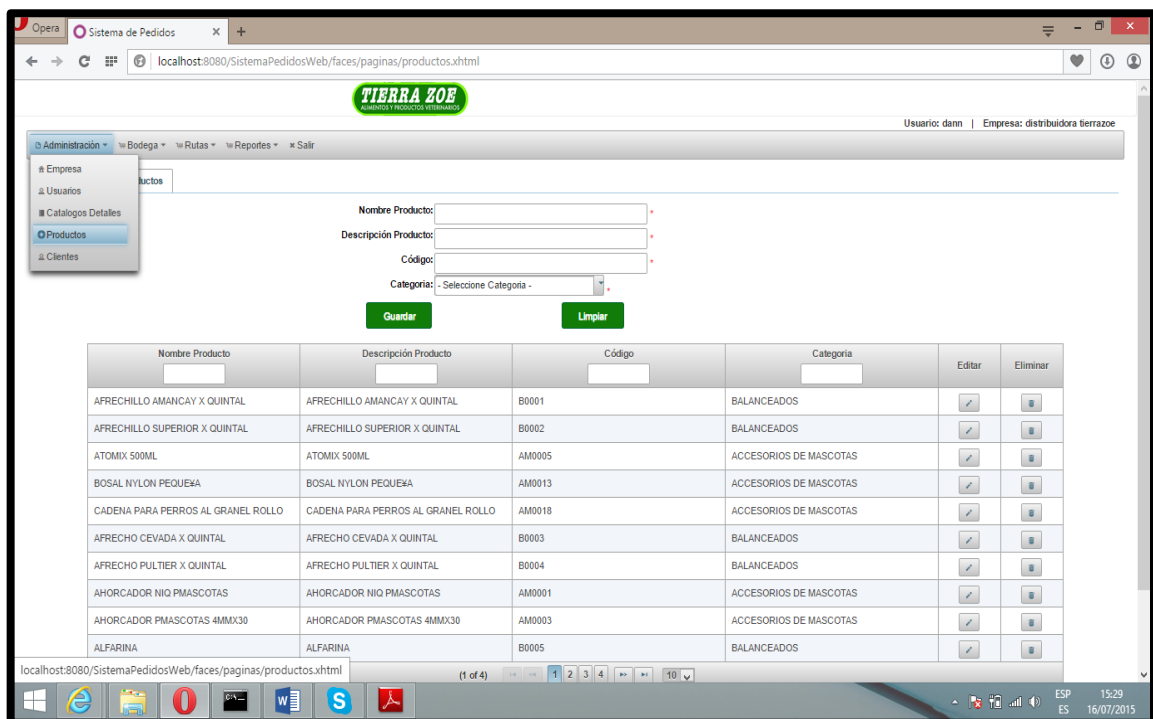 Opera
Sistema de Pedidos
localhost:8080/SistemaPedidosWeb/faces/paginas/productos.xhtml
TIERRA ZOE
ALIMENTOS Y PRODUCTOS VETERINARIOS
Usuario: dann | Empresa: distribuidora tierrazoe
Administración Bodega Rutas Reportes Salir
Empresa
Usuarios
Catalogos Detalles
Productos
Clientes
Nombre Producto: *
Descripción Producto: *
Código: *
Categoria: - Seleccione Categoria - *
Guardar Limpiar
Nombre Producto Descripción Producto Código Categoria Editar Eliminar
AFRECHILLO AMANCAY X QUINTAL AFRECHILLO AMANCAY X QUINTAL B0001 BALANCEADOS
AFRECHILLO SUPERIOR X QUINTAL AFRECHILLO SUPERIOR X QUINTAL B0002 BALANCEADOS
ATOMIX 500ML ATOMIX 500ML AM0005 ACCESORIOS DE MASCOTAS
BOSAL NYLON PEQUE¥A BOSAL NYLON PEQUE¥A AM0013 ACCESORIOS DE MASCOTAS
CADENA PARA PERROS AL GRANEL ROLLO CADENA PARA PERROS AL GRANEL ROLLO AM0018 ACCESORIOS DE MASCOTAS
AFRECHO CEVADA X QUINTAL AFRECHO CEVADA X QUINTAL B0003 BALANCEADOS
AFRECHO PULTIER X QUINTAL AFRECHO PULTIER X QUINTAL B0004 BALANCEADOS
AHORCADOR NIQ PMASCOTAS AHORCADOR NIQ PMASCOTAS AM0001 ACCESORIOS DE MASCOTAS
AHORCADOR PMASCOTAS 4MMX30 AHORCADOR PMASCOTAS 4MMX30 AM0003 ACCESORIOS DE MASCOTAS
ALFARINA ALFARINA B0005 BALANCEADOS
localhost:8080/SistemaPedidosWeb/faces/paginas/productos.xhtml
(1 of 4) 1 2 3 4 10
ESP 15:29
ES 16/07/2015